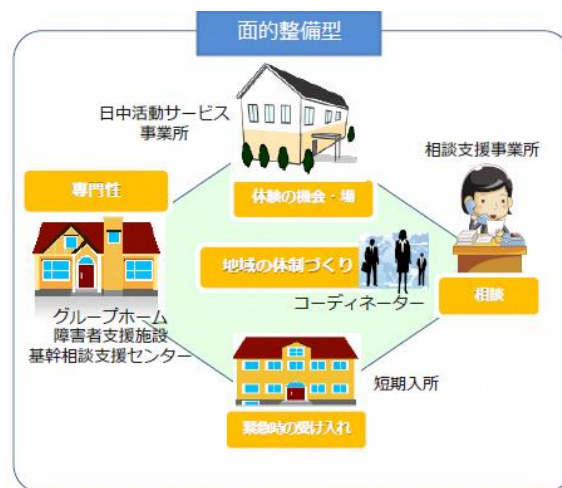 面的整備型
日中活動サービス
事業所
相談支援事業所
専門性
体験の機会・場
地域の体制づくり
コーディネーター
相談
グループホーム
障害者支援施設
基幹相談支援センター
短期入所
緊急時の受け入れ